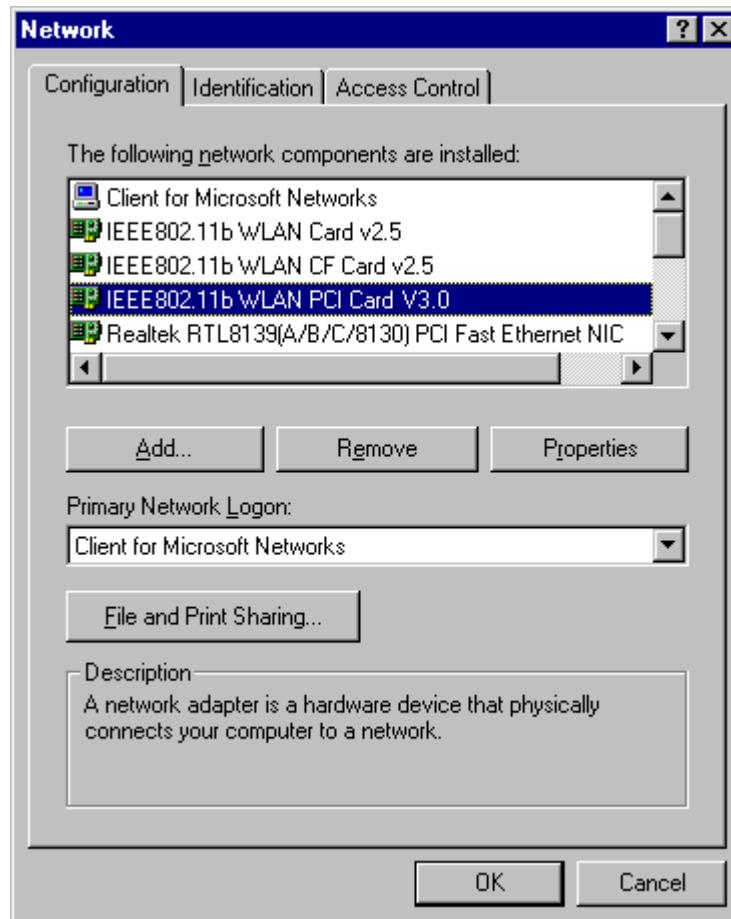 Network
Configuration Identification Access Control
The following network components are installed:
Client for Microsoft Networks
IEEE802.11b WLAN Card v2.5
IEEE802.11b WLAN CF Card v2.5
IEEE802.11b WLAN PCI Card V3.0
Realtek RTL8139(A/B/C/8130) PCI Fast Ethernet NIC
Add... Remove Properties
Primary Network Logon:
Client for Microsoft Networks
File and Print Sharing...
Description
A network adapter is a hardware device that physically
connects your computer to a network.
OK Cancel